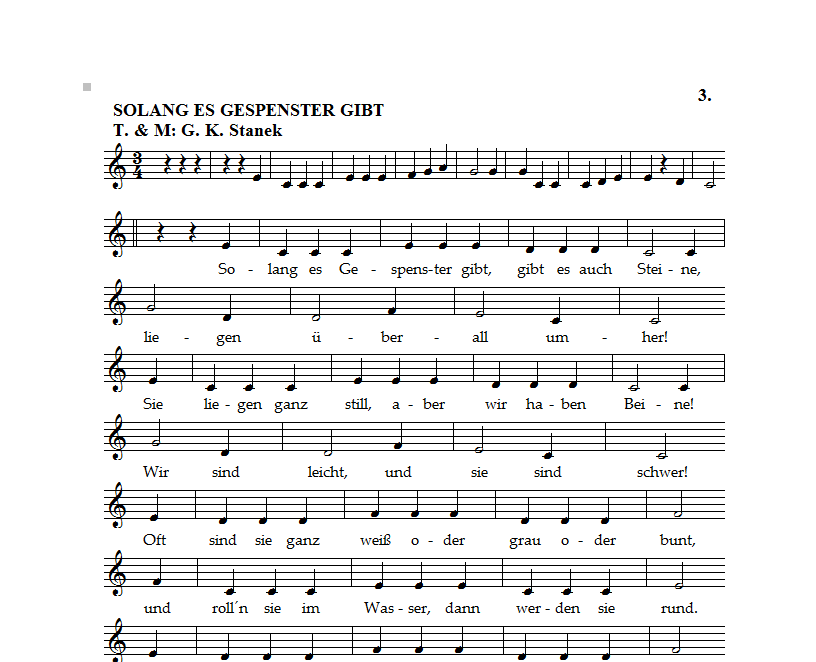 3.
SOLANG ES GESPENSTER GIBT
T. & M: G. K. Stanek
3
4
So - lang es Ge - spens-ter gibt, gibt es auch Stei - ne,
lie - gen ü - ber - all um - her!
Sie lie - gen ganz still, a - ber wir ha - ben Bei - ne!
Wir sind leicht, und sie sind schwer!
Oft sind sie ganz weiß o - der grau o - der bunt,
und roll´n sie im Was - ser, dann wer - den sie rund.